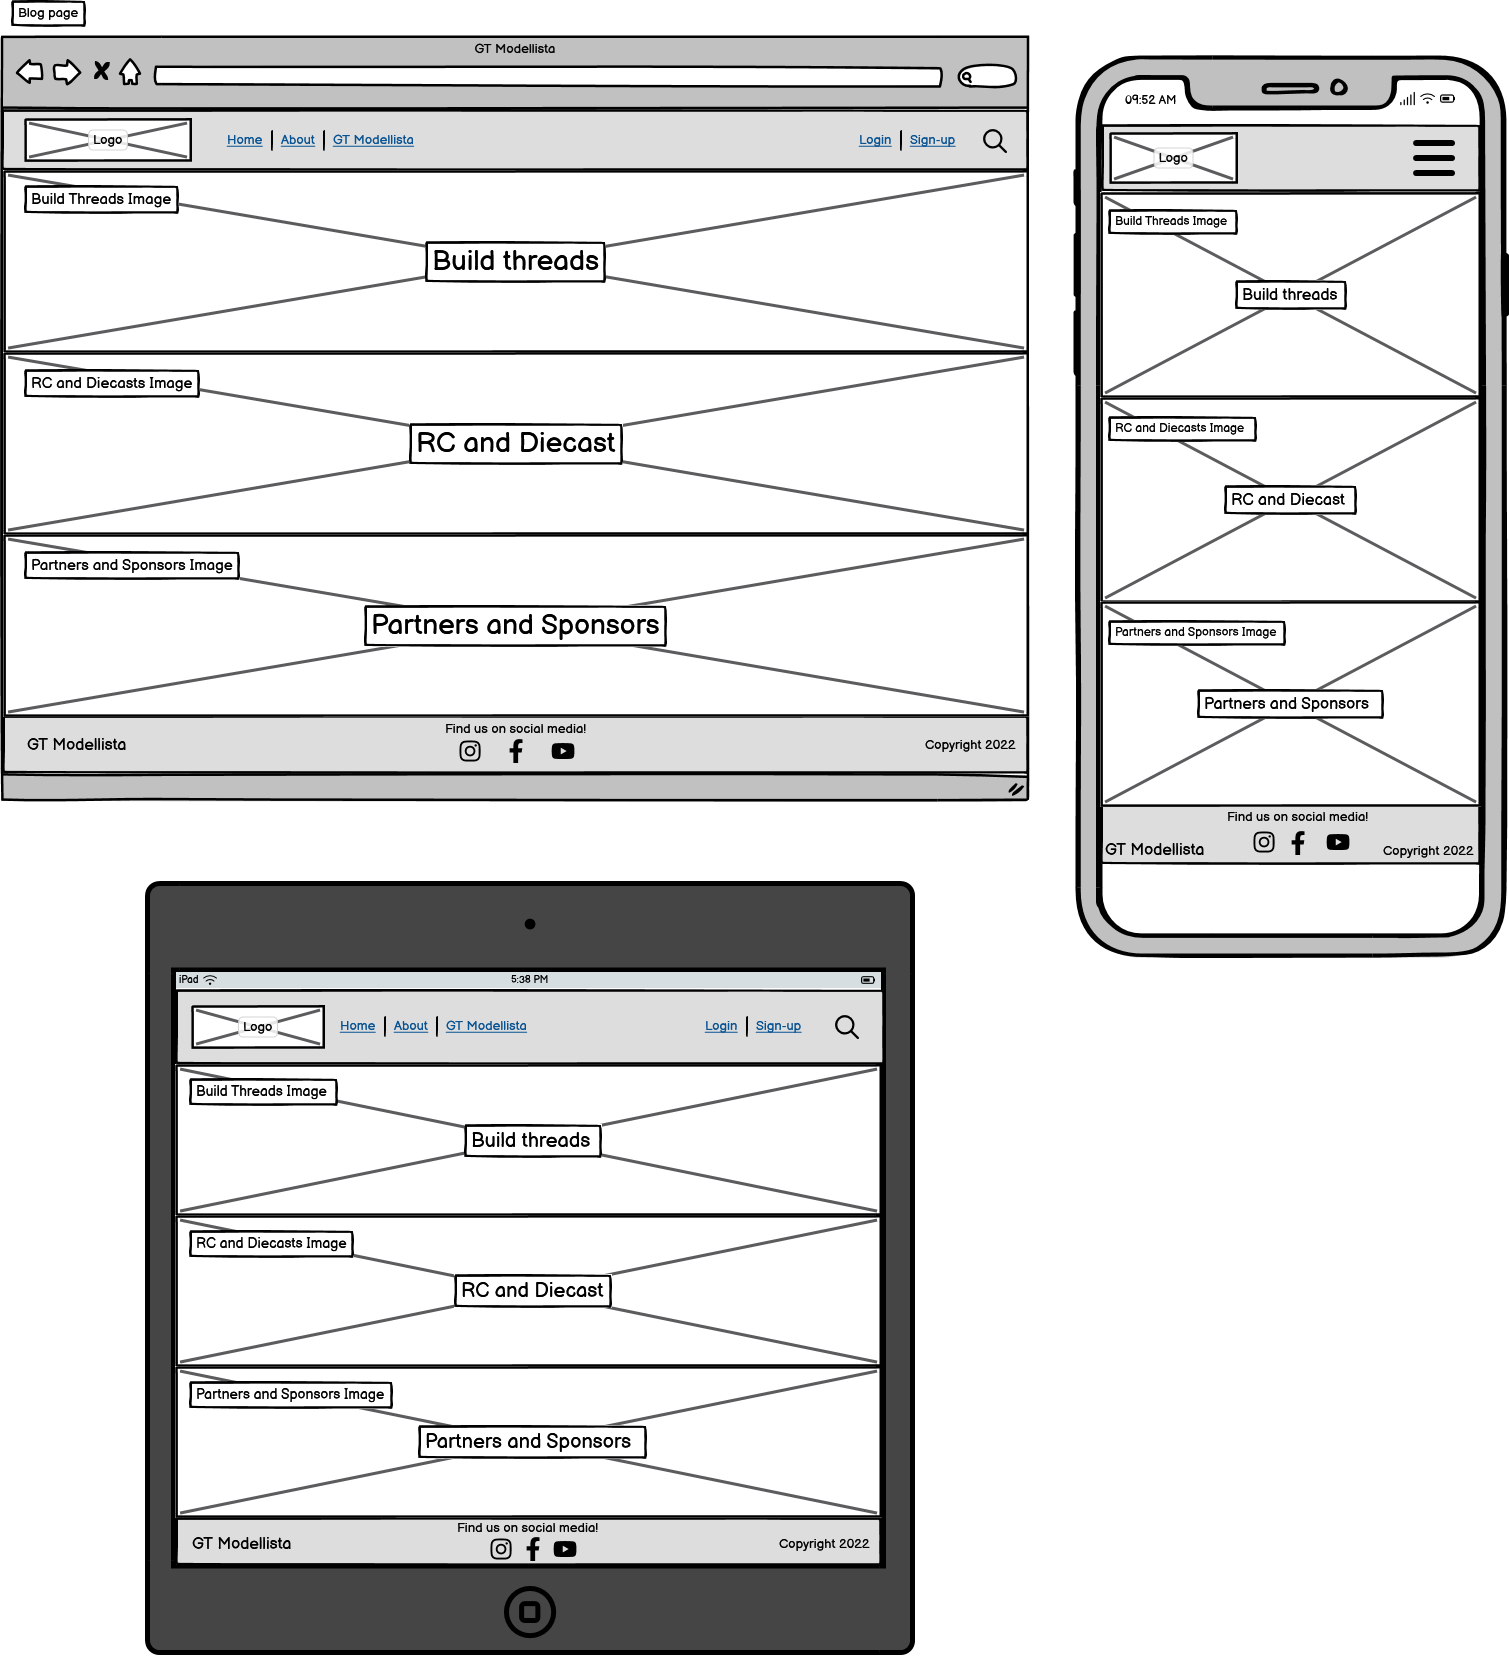 Blog page
GT Modellista
Logo Home About GT Modellista Login Sign-up
Build Threads Image
Build threads
RC and Diecasts Image
RC and Diecast
Partners and Sponsors Image
Partners and Sponsors
Find us on social media!
GT Modellista Copyright 2022
09:52 AM
Logo
Build Threads Image
Build threads
RC and Diecasts Image
RC and Diecast
Partners and Sponsors Image
Partners and Sponsors
Find us on social media!
GT Modellista Copyright 2022
iPad 5:38 PM
Logo Home About GT Modellista Login Sign-up
Build Threads Image
Build threads
RC and Diecasts Image
RC and Diecast
Partners and Sponsors Image
Partners and Sponsors
Find us on social media!
GT Modellista Copyright 2022